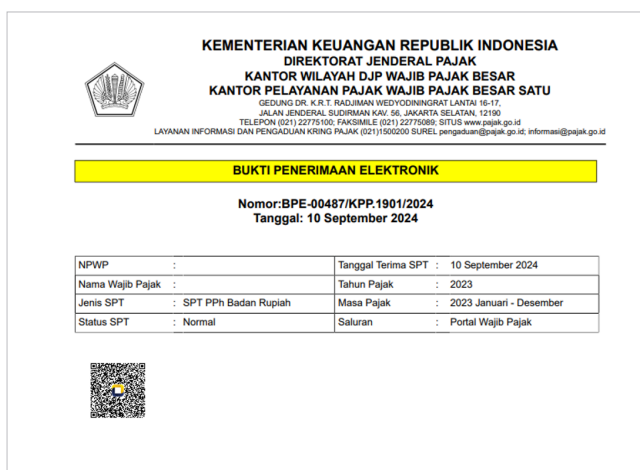 KEMENTERIAN KEUANGAN REPUBLIK INDONESIA
DIREKTORAT JENDERAL PAJAK
KANTOR WILAYAH DJP WAJIB PAJAK BESAR
KANTOR PELAYANAN PAJAK WAJIB PAJAK BESAR SATU
GEDUNG DR. K.R.T. RADJIMAN WEDYODININGRAT LANTAI 16-17,
JALAN JENDERAL SUDIRMAN KAV. 56, JAKARTA SELATAN, 12190
TELEPON (021) 22775100; FAKSIMILE (021) 22775089; SITUS www.pajak.go.id
LAYANAN INFORMASI DAN PENGADUAN KRING PAJAK (021)1500200 SUREL pengaduan@pajak.go.id; informasi@pajak.go.id
BUKTI PENERIMAAN ELEKTRONIK
Nomor:BPE-00487/KPP.1901/2024
Tanggal: 10 September 2024
NPWP : Tanggal Terima SPT : 10 September 2024
Nama Wajib Pajak : Tahun Pajak : 2023
Jenis SPT : SPT PPh Badan Rupiah Masa Pajak : 2023 Januari - Desember
Status SPT : Normal Saluran : Portal Wajib Pajak